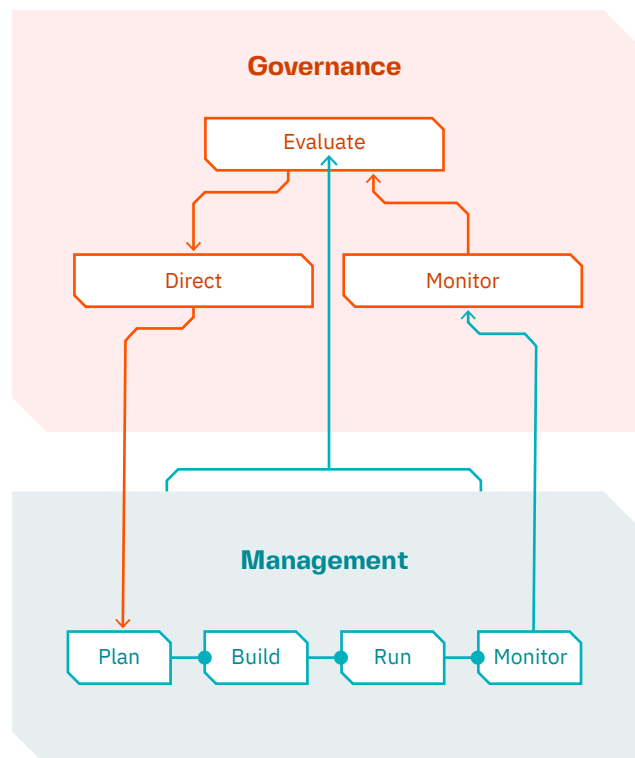 Governance
Evaluate
Direct
Monitor
Management
Plan
Build
Run
Monitor